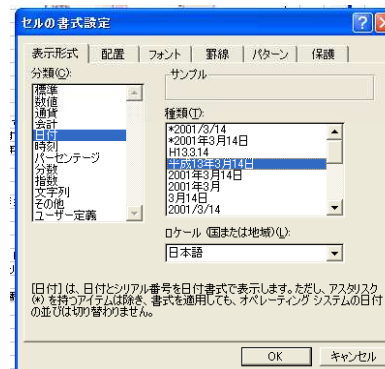 セルの書式設定
表示形式 配置 フォント 罫線 パターン 保護
分類(C):
標準
数値
通貨
会計
日付
時刻
パーセンテージ
分数
指数
文字列
その他
ユーザー定義
サンプル
種類(T):
*2001/3/14
*2001年3月14日
H13.3.14
平成13年3月14日
2001年3月14日
2001年3月
3月14日
2001/3/14
ロケール (国または地域)(L):
日本語
[日付] は、日付とシリアル番号を日付書式で表示します。ただし、アスタリスク
(*) を持つアイテムは除き、書式を適用しても、オペレーティング システムの日付
の並びは切り替わりません。
OK キャンセル